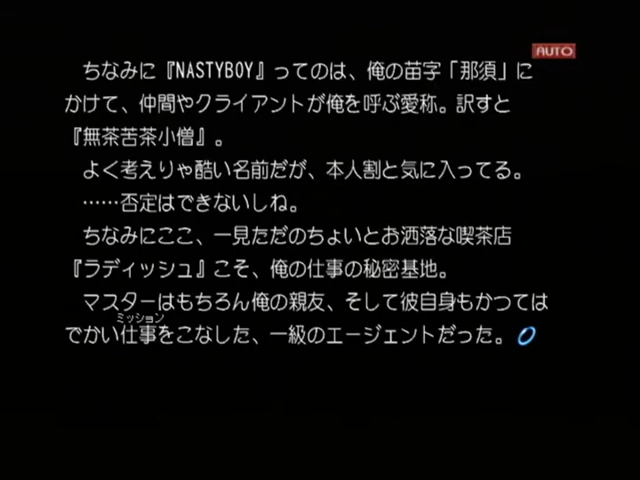 AUTO
ちなみに『NASTYBOY』ってのは、俺の苗字「那須」に
かけて、仲間やクライアントが俺を呼ぶ愛称。訳すと
『無茶苦茶小僧』。
よく考えりゃ酷い名前だが、本人割と気に入ってる。
……否定はできないしね。
ちなみにここ、一見ただのちょいとお洒落な喫茶店
『ラディッシュ』こそ、俺の仕事の秘密基地。
マスターはもちろん俺の親友、そして彼自身もかつては
ミッション
でかい仕事をこなした、一級のエージェントだった。